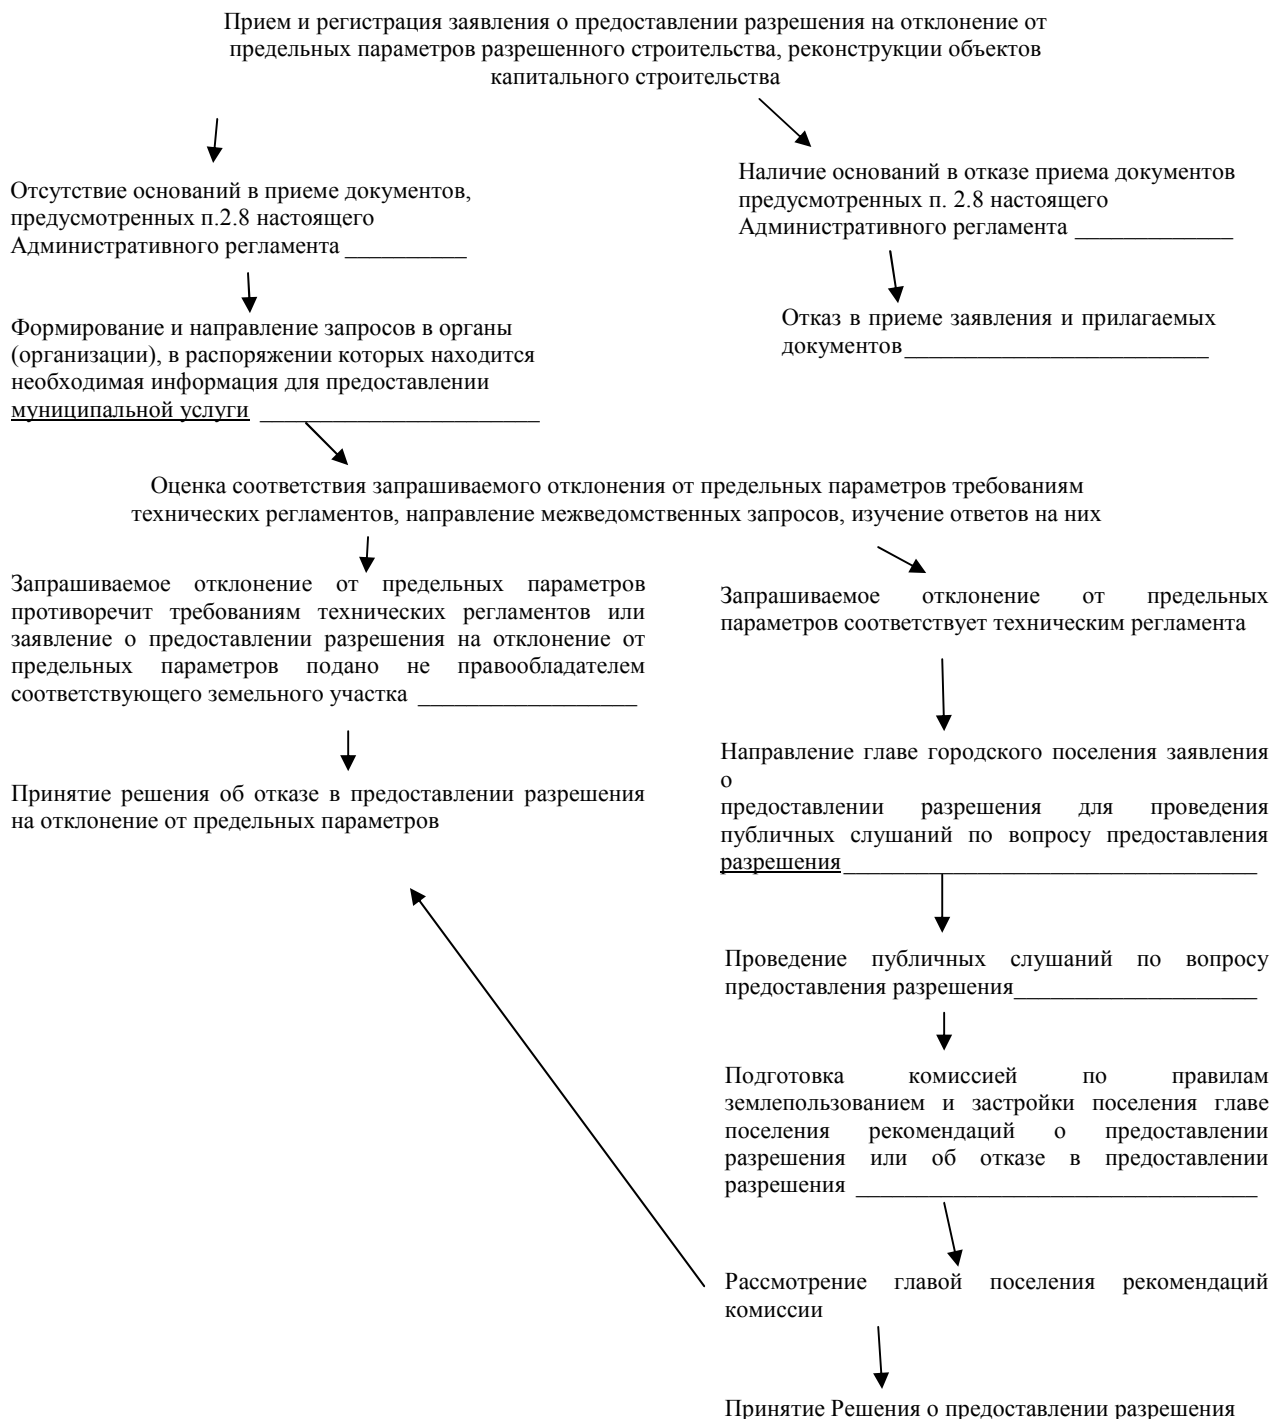 Прием и регистрация заявления о предоставлении разрешения на отклонение от
предельных параметров разрешенного строительства, реконструкции объектов
капитального строительства
Отсутствие оснований в приеме документов,
предусмотренных п.2.8 настоящего
Административного регламента __________
Наличие оснований в отказе приема документов
предусмотренных п. 2.8 настоящего
Административного регламента _____________
Формирование и направление запросов в органы
(организации), в распоряжении которых находится
необходимая информация для предоставлении
муниципальной услуги _______________________
Отказ в приеме заявления и прилагаемых
документов_________________________
Оценка соответствия запрашиваемого отклонения от предельных параметров требованиям
технических регламентов, направление межведомственных запросов, изучение ответов на них
Запрашиваемое отклонение от предельных параметров
противоречит требованиям технических регламентов или
заявление о предоставлении разрешения на отклонение от
предельных параметров подано не правообладателем
соответствующего земельного участка __________________
Принятие решения об отказе в предоставлении разрешения
на отклонение от предельных параметров
Запрашиваемое отклонение от предельных
параметров соответствует техническим регламента
Направление главе городского поселения заявления
о
предоставлении разрешения для проведения
публичных слушаний по вопросу предоставления
разрешения__________________________________
Проведение публичных слушаний по вопросу
предоставления разрешения____________________
Подготовка комиссией по правилам
землепользованием и застройки поселения главе
поселения рекомендаций о предоставлении
разрешения или об отказе в предоставлении
разрешения _________________________________
Рассмотрение главой поселения рекомендаций
комиссии
Принятие Решения о предоставлении разрешения